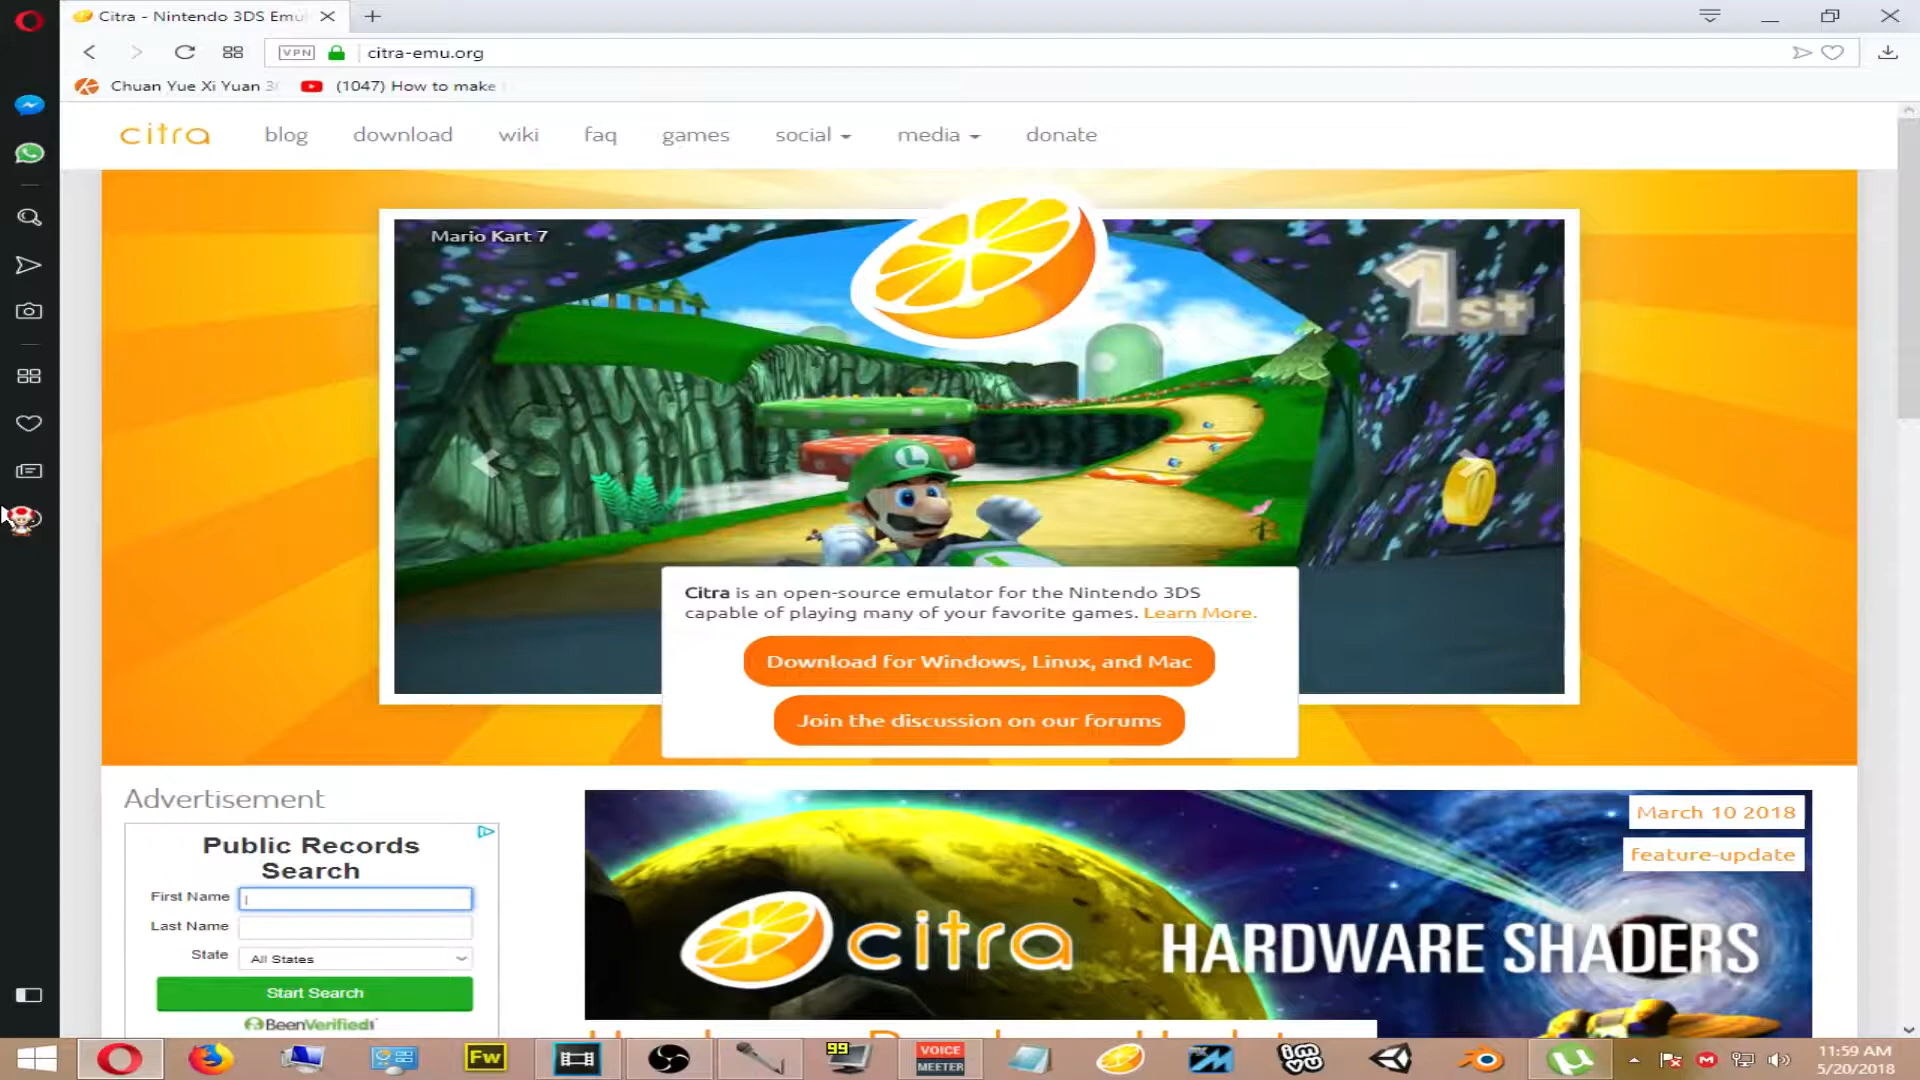 Citra - Nintendo 3DS Emu
VPN
citra-emu.org
Chuan Yue Xi Yuan 3
(1047) How to make
citra
blog
download
wiki
faq
games
social
media
donate
Mario Kart 7
1st
L
Citra is an open-source emulator for the Nintendo 3DS
capable of playing many of your favorite games. Learn More.
Download for Windows, Linux, and Mac
Join the discussion on our forums
Advertisement
Public Records
Search
First Name
Last Name
State
All States
Start Search
BeenVerified
March 10 2018
feature-update
citra
HARDWARE SHADERS
Fw
99
VOICE
MEETER
11:59 AM
5/20/2018